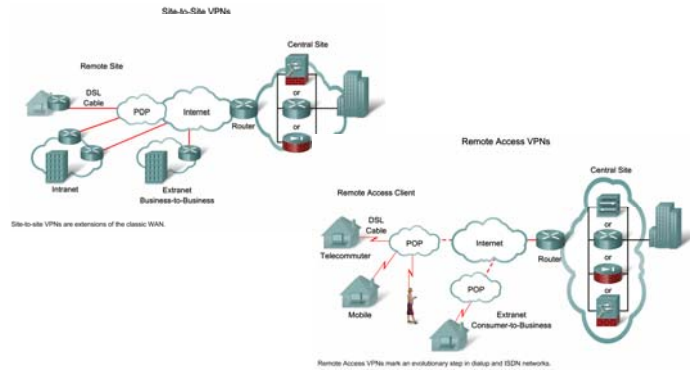 Site-to-Site VPNs
Central Site
Remote Site
DSL
Cable
POP
Internet
Router
or
or
Intranet
Extranet
Business-to-Business
Site-to-site VPNs are extensions of the classic WAN.
Remote Access VPNs
Central Site
Remote Access Client
DSL
Cable
POP
Internet
Router
Telecommuter
POP
or
or
or
Mobile
Extranet
Consumer-to-Business
Remote Access VPNs mark an evolutionary step in dialup and ISDN networks.